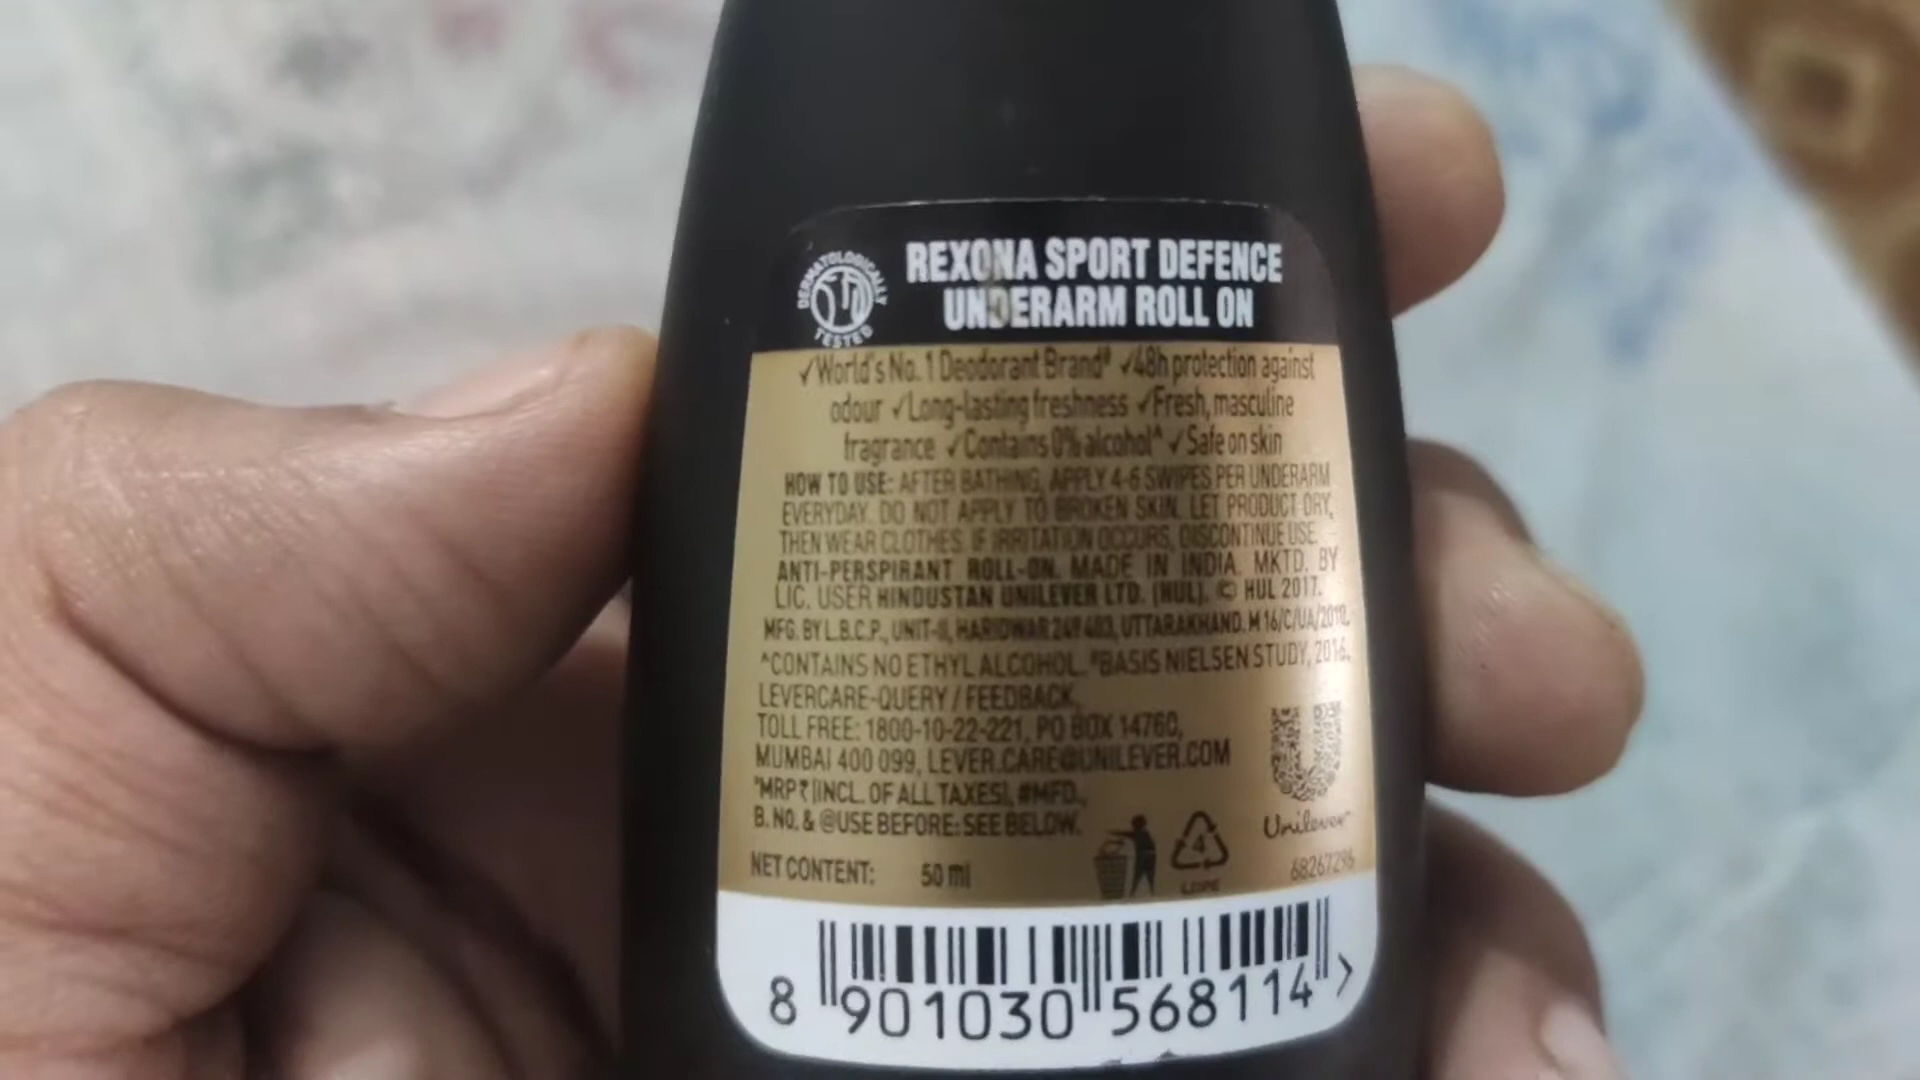 DERMATOLOGICALLY TESTED
REXONA SPORT DEFENCE
UNDERARM ROLL ON
✓World's No. 1 Deodorant Brand# ✓48h protection against
odour ✓Long-lasting freshness ✓Fresh, masculine
fragrance ✓Contains 0% alcohol^ ✓Safe on skin
HOW TO USE: AFTER BATHING, APPLY 4-6 SWIPES PER UNDERARM
EVERYDAY. DO NOT APPLY TO BROKEN SKIN. LET PRODUCT DRY,
THEN WEAR CLOTHES. IF IRRITATION OCCURS, DISCONTINUE USE.
ANTI-PERSPIRANT ROLL-ON. MADE IN INDIA. MKTD. BY
LIC. USER HINDUSTAN UNILEVER LTD. (HUL). © HUL 2017.
MFG. BY L.B.C.P., UNIT-II, HARIDWAR 249 403, UTTARAKHAND. M 16/C/UA/2010.
^CONTAINS NO ETHYL ALCOHOL. #BASIS NIELSEN STUDY, 2016.
LEVERCARE-QUERY / FEEDBACK,
TOLL FREE: 1800-10-22-221, PO BOX 14760,
MUMBAI 400 099, LEVER.CARE@UNILEVER.COM
*MRP ₹ (INCL. OF ALL TAXES), #MFD.,
B. NO. & @USE BEFORE: SEE BELOW.
NET CONTENT: 50 ml
4
LDPE
Unilever
68267296
8 901030 568114 >